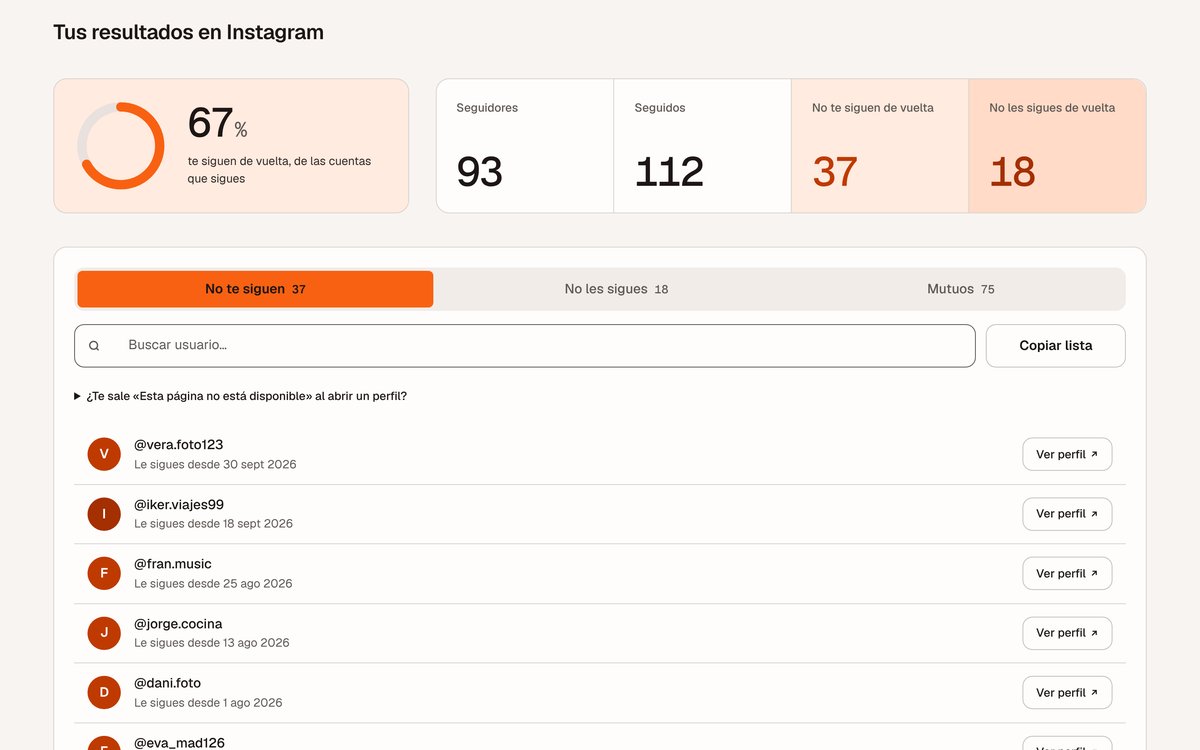 Tus resultados en Instagram
67%
te siguen de vuelta, de las cuentas
que sigues
Seguidores
93
Seguidos
112
No te siguen de vuelta
37
No les sigues de vuelta
18
No te siguen 37
No les sigues 18
Mutuos 75
Buscar usuario...
Copiar lista
¿Te sale «Esta página no está disponible» al abrir un perfil?
V
@vera.foto123
Le sigues desde 30 sept 2026
Ver perfil ↗
I
@iker.viajes99
Le sigues desde 18 sept 2026
Ver perfil ↗
F
@fran.music
Le sigues desde 25 ago 2026
Ver perfil ↗
J
@jorge.cocina
Le sigues desde 13 ago 2026
Ver perfil ↗
D
@dani.foto
Le sigues desde 1 ago 2026
Ver perfil ↗
@eva_mad126